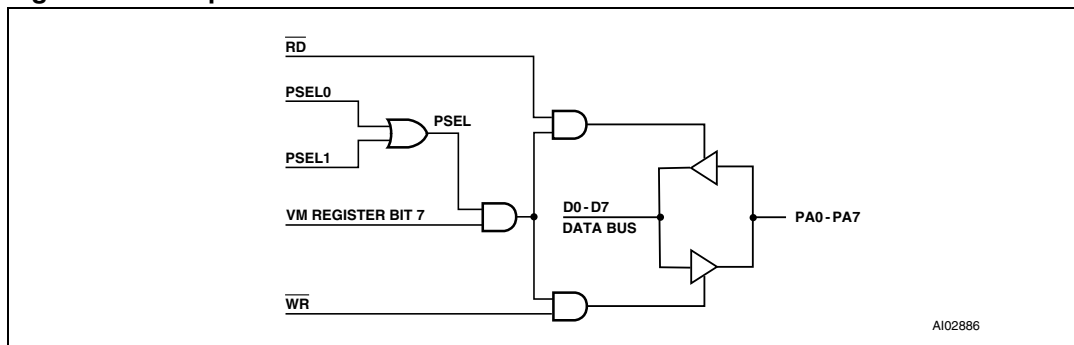 RD
PSEL0
PSEL
PSEL1
VM REGISTER BIT 7
D0-D7
DATA BUS
PA0-PA7
WR
AI02886